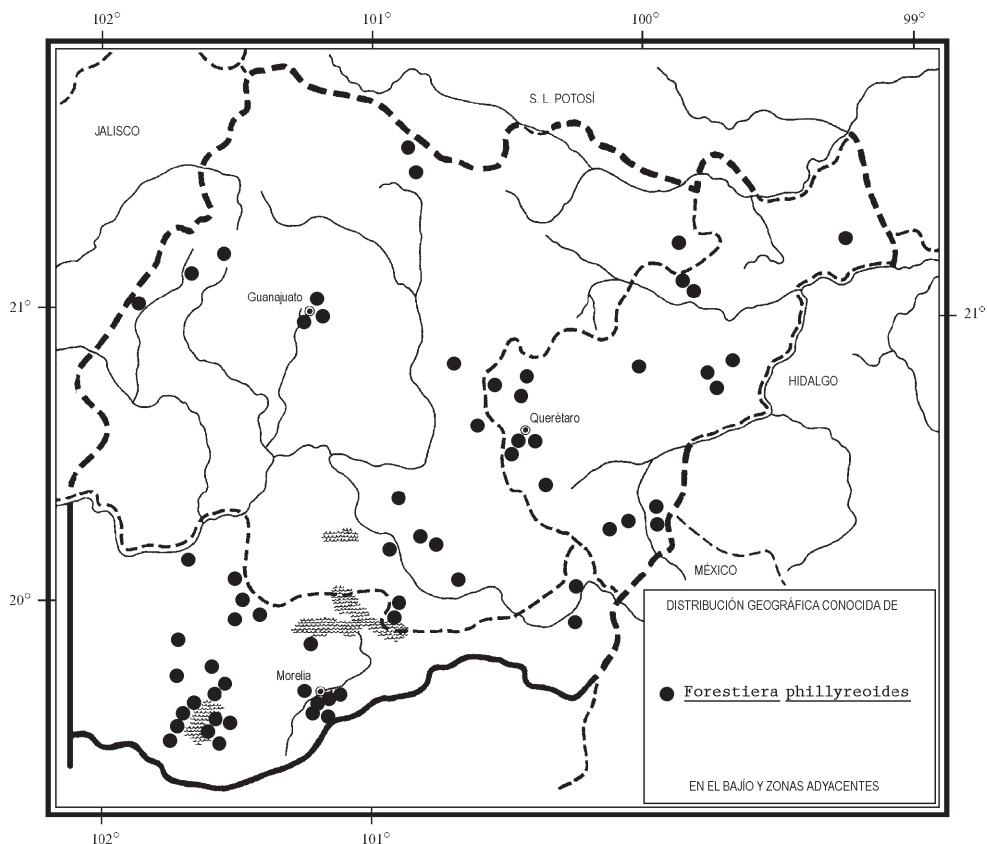 102° 101° 100° 99°
S. L. POTOSÍ
JALISCO
Guanajuato
21° 21°
HIDALGO
Querétaro
MÉXICO
20°
DISTRIBUCIÓN GEOGRÁFICA CONOCIDA DE
Morelia
Forestiera phillyreoides
EN EL BAJÍO Y ZONAS ADYACENTES
102° 101°